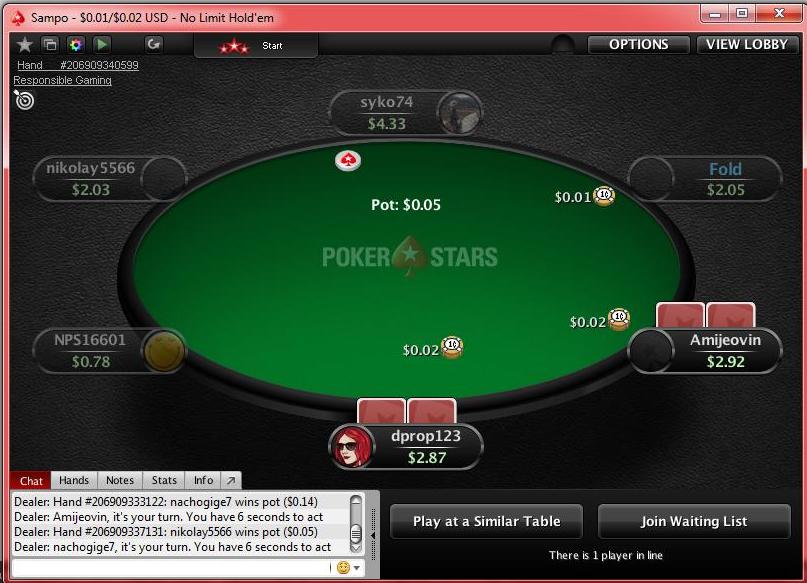 Sampo - $0.01/$0.02 USD - No Limit Hold'em
Start
OPTIONS
VIEW LOBBY
Hand #206909340599
Responsible Gaming
syko74
$4.33
nikolay5566
$2.03
Fold
$2.05
Pot: $0.05
$0.01
1¢
POKER STARS
$0.02
1¢
$0.02
1¢
NPS16601
$0.78
Amijeovin
$2.92
dprop123
$2.87
Chat
Hands
Notes
Stats
Info
Dealer: Hand #206909333122: nachogige7 wins pot ($0.14)
Dealer: Amijeovin, it's your turn. You have 6 seconds to act
Dealer: Hand #206909337131: nikolay5566 wins pot ($0.05)
Dealer: nachogige7, it's your turn. You have 6 seconds to act
Play at a Similar Table
Join Waiting List
There is 1 player in line